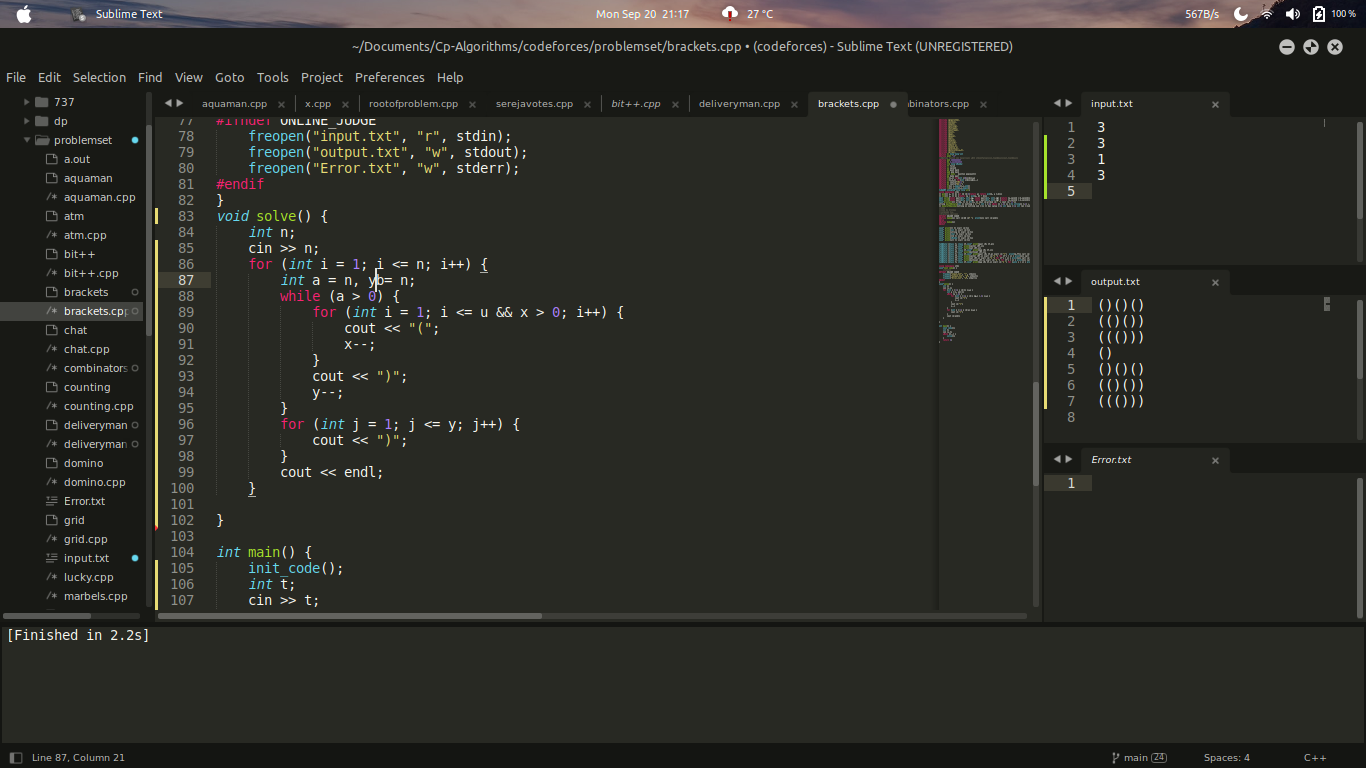 Sublime Text
Mon Sep 20 21:17
27 °C
567B/s
100 %
~/Documents/Cp-Algorithms/codeforces/problemset/brackets.cpp • (codeforces) - Sublime Text (UNREGISTERED)
File Edit Selection Find View Goto Tools Project Preferences Help
737
dp
problemset
a.out
aquaman
aquaman.cpp
atm
atm.cpp
bit++
bit++.cpp
brackets
brackets.cpp
chat
chat.cpp
combinators
counting
counting.cpp
deliveryman
deliveryman
domino
domino.cpp
Error.txt
grid
grid.cpp
input.txt
lucky.cpp
marbels.cpp
aquaman.cpp x.cpp rootofproblem.cpp serejavotes.cpp bit++.cpp deliveryman.cpp brackets.cpp binators.cpp
77 #ifndef ONLINE_JUDGE
78 freopen("input.txt", "r", stdin);
79 freopen("output.txt", "w", stdout);
80 freopen("Error.txt", "w", stderr);
81 #endif
82 }
83 void solve() {
84 int n;
85 cin >> n;
86 for (int i = 1; i <= n; i++) {
87 int a = n, yb= n;
88 while (a > 0) {
89 for (int i = 1; i <= u && x > 0; i++) {
90 cout << "(";
91 x--;
92 }
93 cout << ")";
94 y--;
95 }
96 for (int j = 1; j <= y; j++) {
97 cout << ")";
98 }
99 cout << endl;
100 }
101
102 }
103
104 int main() {
105 init_code();
106 int t;
107 cin >> t;
input.txt
1 3
2 3
3 1
4 3
5
output.txt
1 ()()()
2 (())()
3 ((()))
4 ()
5 ()()()
6 (())()
7 ((()))
8
Error.txt
1
[Finished in 2.2s]
Line 87, Column 21
main 24
Spaces: 4
C++